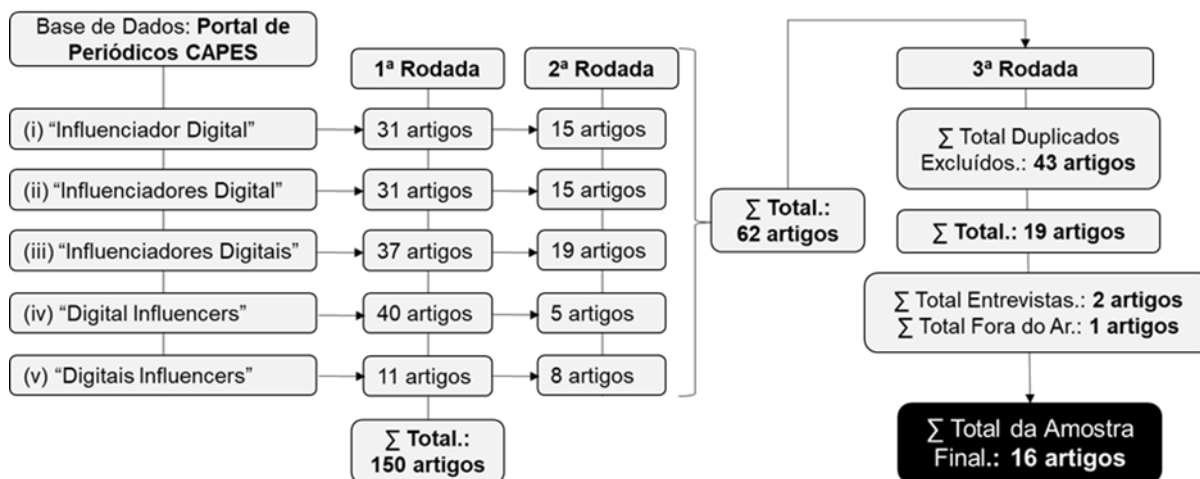 Base de Dados: Portal de
Periódicos CAPES
1ª Rodada
2ª Rodada
(i) “Influenciador Digital”
31 artigos
15 artigos
(ii) “Influenciadores Digital”
31 artigos
15 artigos
(iii) “Influenciadores Digitais”
37 artigos
19 artigos
(iv) “Digital Influencers”
40 artigos
5 artigos
(v) “Digitais Influencers”
11 artigos
8 artigos
∑ Total.:
150 artigos
∑ Total.:
62 artigos
3ª Rodada
∑ Total Duplicados
Excluídos.: 43 artigos
∑ Total.: 19 artigos
∑ Total Entrevistas.: 2 artigos
∑ Total Fora do Ar.: 1 artigos
∑ Total da Amostra
Final.: 16 artigos